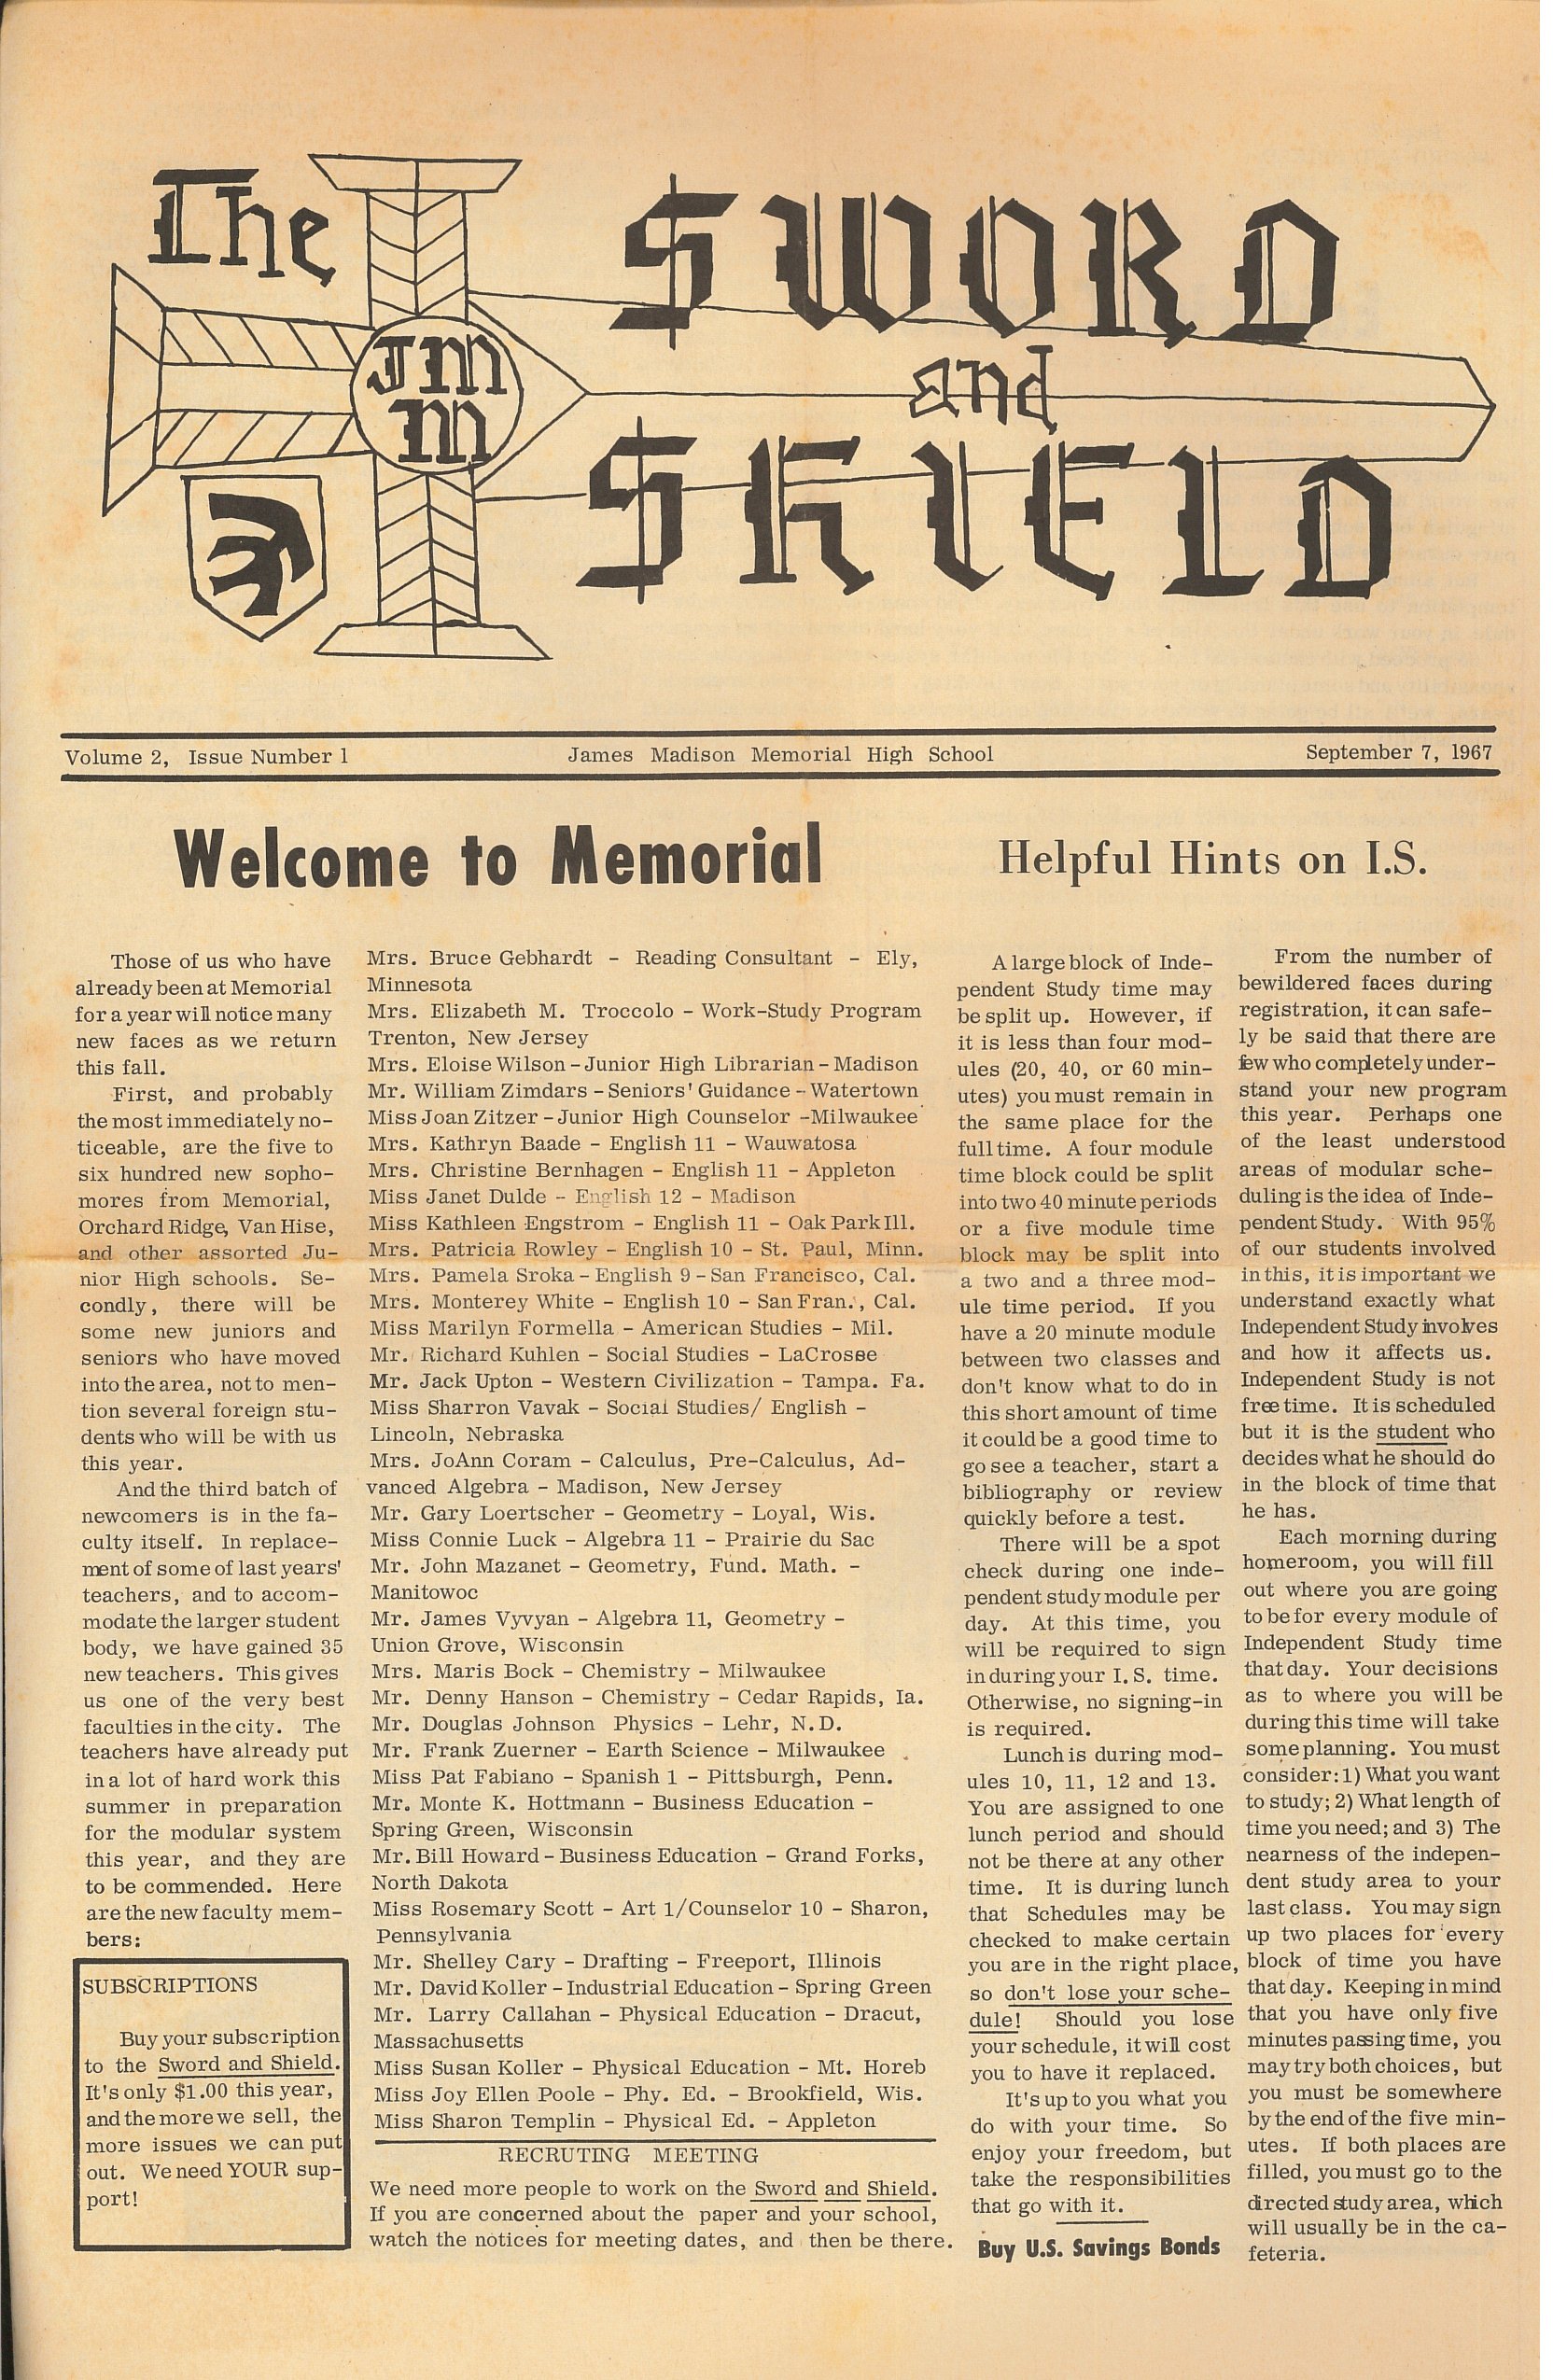 The SWORD
and
SHIELD
JM
M
Volume 2, Issue Number 1 James Madison Memorial High School September 7, 1967
Welcome to Memorial
Those of us who have
already been at Memorial
for a year will notice many
new faces as we return
this fall.
First, and probably
the most immediately no-
ticeable, are the five to
six hundred new sopho-
mores from Memorial,
Orchard Ridge, Van Hise,
and other assorted Ju-
nior High schools. Se-
condly, there will be
some new juniors and
seniors who have moved
into the area, not to men-
tion several foreign stu-
dents who will be with us
this year.
And the third batch of
newcomers is in the fa-
culty itself. In replace-
ment of some of last years'
teachers, and to accom-
modate the larger student
body, we have gained 35
new teachers. This gives
us one of the very best
faculties in the city. The
teachers have already put
in a lot of hard work this
summer in preparation
for the modular system
this year, and they are
to be commended. Here
are the new faculty mem-
bers:
SUBSCRIPTIONS
Buy your subscription
to the Sword and Shield.
It's only $1.00 this year,
and the more we sell, the
more issues we can put
out. We need YOUR sup-
port!
Mrs. Bruce Gebhardt - Reading Consultant - Ely,
Minnesota
Mrs. Elizabeth M. Troccolo - Work-Study Program
Trenton, New Jersey
Mrs. Eloise Wilson - Junior High Librarian - Madison
Mr. William Zimdars - Seniors' Guidance - Watertown
Miss Joan Zitzer - Junior High Counselor - Milwaukee
Mrs. Kathryn Baade - English 11 - Wauwatosa
Mrs. Christine Bernhagen - English 11 - Appleton
Miss Janet Dulde - English 12 - Madison
Miss Kathleen Engstrom - English 11 - Oak Park Ill.
Mrs. Patricia Rowley - English 10 - St. Paul, Minn.
Mrs. Pamela Sroka - English 9 - San Francisco, Cal.
Mrs. Monterey White - English 10 - San Fran., Cal.
Miss Marilyn Formella - American Studies - Mil.
Mr. Richard Kuhlen - Social Studies - LaCrosse
Mr. Jack Upton - Western Civilization - Tampa. Fa.
Miss Sharron Vavak - Social Studies/ English -
Lincoln, Nebraska
Mrs. JoAnn Coram - Calculus, Pre-Calculus, Ad-
vanced Algebra - Madison, New Jersey
Mr. Gary Loertscher - Geometry - Loyal, Wis.
Miss Connie Luck - Algebra 11 - Prairie du Sac
Mr. John Mazanet - Geometry, Fund. Math. -
Manitowoc
Mr. James Vyvyan - Algebra 11, Geometry -
Union Grove, Wisconsin
Mrs. Maris Bock - Chemistry - Milwaukee
Mr. Denny Hanson - Chemistry - Cedar Rapids, Ia.
Mr. Douglas Johnson Physics - Lehr, N.D.
Mr. Frank Zuerner - Earth Science - Milwaukee
Miss Pat Fabiano - Spanish 1 - Pittsburgh, Penn.
Mr. Monte K. Hottmann - Business Education -
Spring Green, Wisconsin
Mr. Bill Howard - Business Education - Grand Forks,
North Dakota
Miss Rosemary Scott - Art 1/Counselor 10 - Sharon,
Pennsylvania
Mr. Shelley Cary - Drafting - Freeport, Illinois
Mr. David Koller - Industrial Education - Spring Green
Mr. Larry Callahan - Physical Education - Dracut,
Massachusetts
Miss Susan Koller - Physical Education - Mt. Horeb
Miss Joy Ellen Poole - Phy. Ed. - Brookfield, Wis.
Miss Sharon Templin - Physical Ed. - Appleton
RECRUTING MEETING
We need more people to work on the Sword and Shield.
If you are concerned about the paper and your school,
watch the notices for meeting dates, and then be there.
Helpful Hints on I.S.
A large block of Inde-
pendent Study time may
be split up. However, if
it is less than four mod-
ules (20, 40, or 60 min-
utes) you must remain in
the same place for the
full time. A four module
time block could be split
into two 40 minute periods
or a five module time
block may be split into
a two and a three mod-
ule time period. If you
have a 20 minute module
between two classes and
don't know what to do in
this short amount of time
it could be a good time to
go see a teacher, start a
bibliography or review
quickly before a test.
There will be a spot
check during one inde-
pendent study module per
day. At this time, you
will be required to sign
in during your I. S. time.
Otherwise, no signing-in
is required.
Lunch is during mod-
ules 10, 11, 12 and 13.
You are assigned to one
lunch period and should
not be there at any other
time. It is during lunch
that Schedules may be
checked to make certain
you are in the right place,
so don't lose your sche-
dule! Should you lose
your schedule, it will cost
you to have it replaced.
It's up to you what you
do with your time. So
enjoy your freedom, but
take the responsibilities
that go with it.
Buy U.S. Savings Bonds
From the number of
bewildered faces during
registration, it can safe-
ly be said that there are
few who completely under-
stand your new program
this year. Perhaps one
of the least understood
areas of modular sche-
duling is the idea of Inde-
pendent Study. With 95%
of our students involved
in this, it is important we
understand exactly what
Independent Study involves
and how it affects us.
Independent Study is not
free time. It is scheduled
but it is the student who
decides what he should do
in the block of time that
he has.
Each morning during
homeroom, you will fill
out where you are going
to be for every module of
Independent Study time
that day. Your decisions
as to where you will be
during this time will take
some planning. You must
consider: 1) What you want
to study; 2) What length of
time you need; and 3) The
nearness of the indepen-
dent study area to your
last class. You may sign
up two places for every
block of time you have
that day. Keeping in mind
that you have only five
minutes passing time, you
may try both choices, but
you must be somewhere
by the end of the five min-
utes. If both places are
filled, you must go to the
directed study area, which
will usually be in the ca-
feteria.